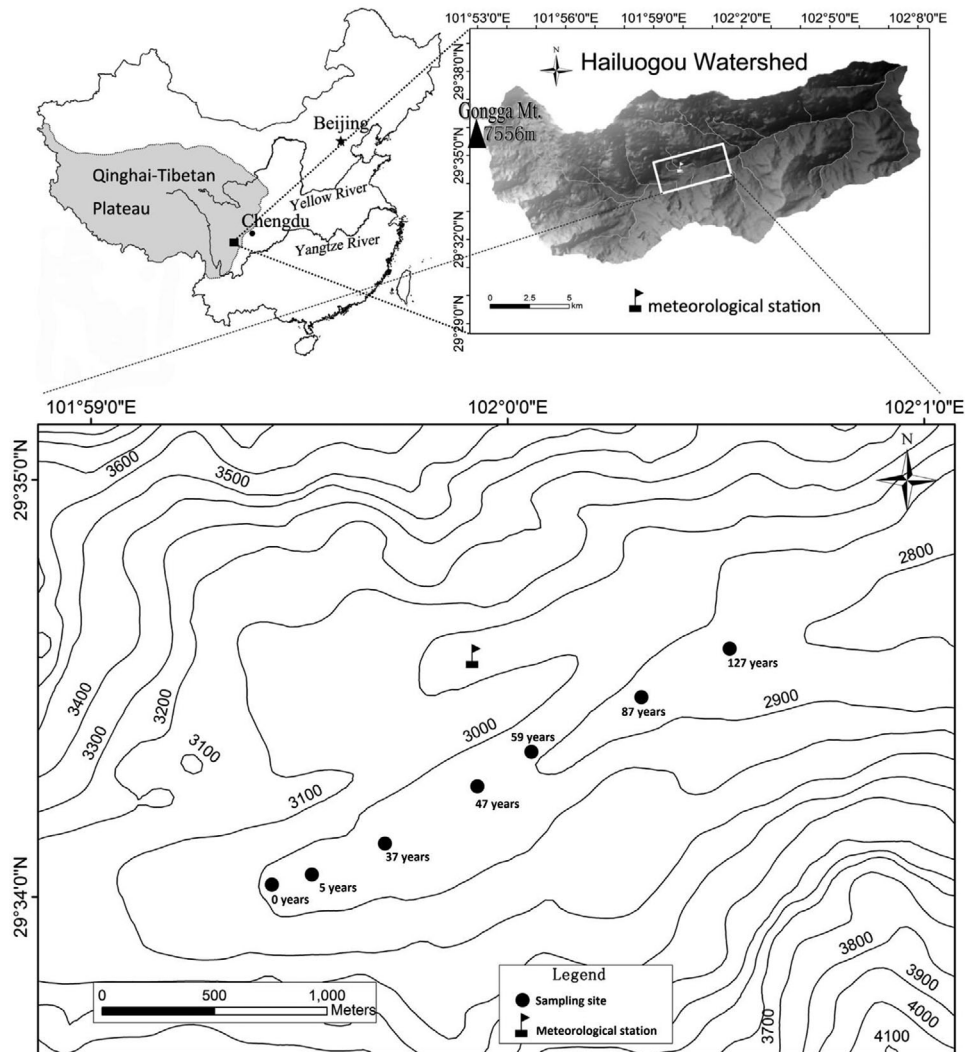 Beijing
Qinghai-Tibetan
Plateau
Yellow River
Chengdu
Yangtze River
101°53'0"E
101°56'0"E
101°59'0"E
102°2'0"E
102°5'0"E
102°8'0"E
29°38'0"N
29°35'0"N
29°32'0"N
29°29'0"N
N
Hailuogou Watershed
Gongga Mt.
7556m
0 2.5 5
km
meteorological station
101°59'0"E
102°0'0"E
102°1'0"E
29°35'0"N
29°34'0"N
N
3600
3500
2800
3400
3300
3200
3100
3100
3000
2900
127 years
87 years
59 years
47 years
37 years
5 years
0 years
3700
3800
3900
4000
4100
0 500 1,000
Meters
Legend
Sampling site
Meteorological station